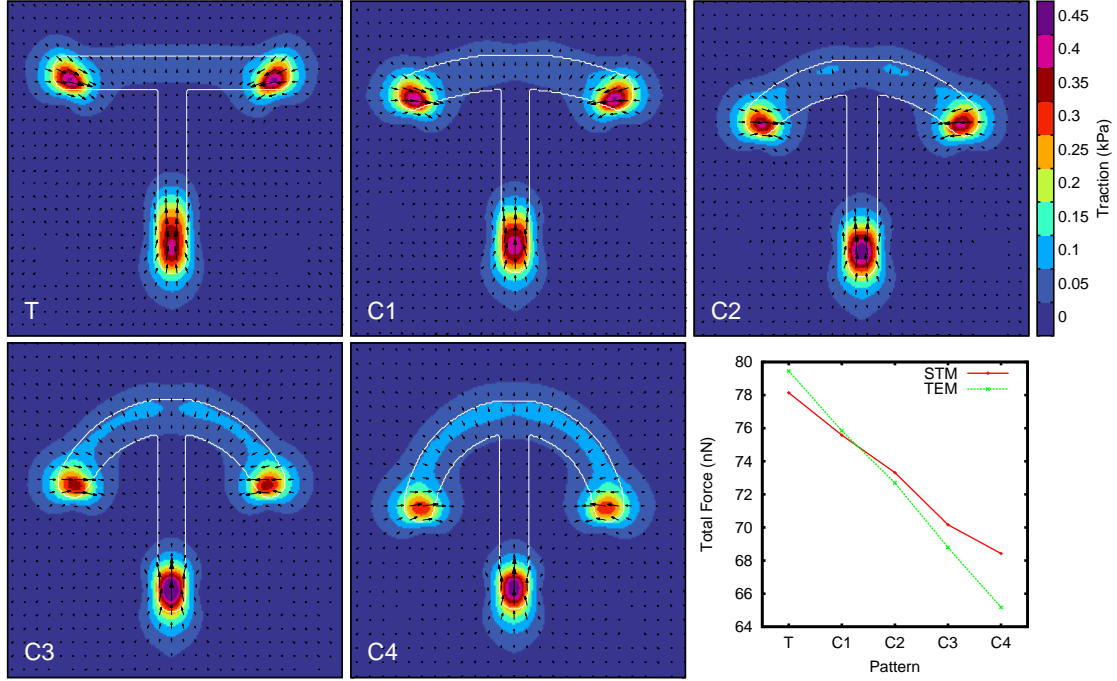 T
C1
C2
0.45
0.4
0.35
0.3
0.25
0.2
0.15
0.1
0.05
0
Traction (kPa)
C3
C4
80
78
76
74
72
70
68
66
64
Total Force (nN)
STM
TEM
T C1 C2 C3 C4
Pattern